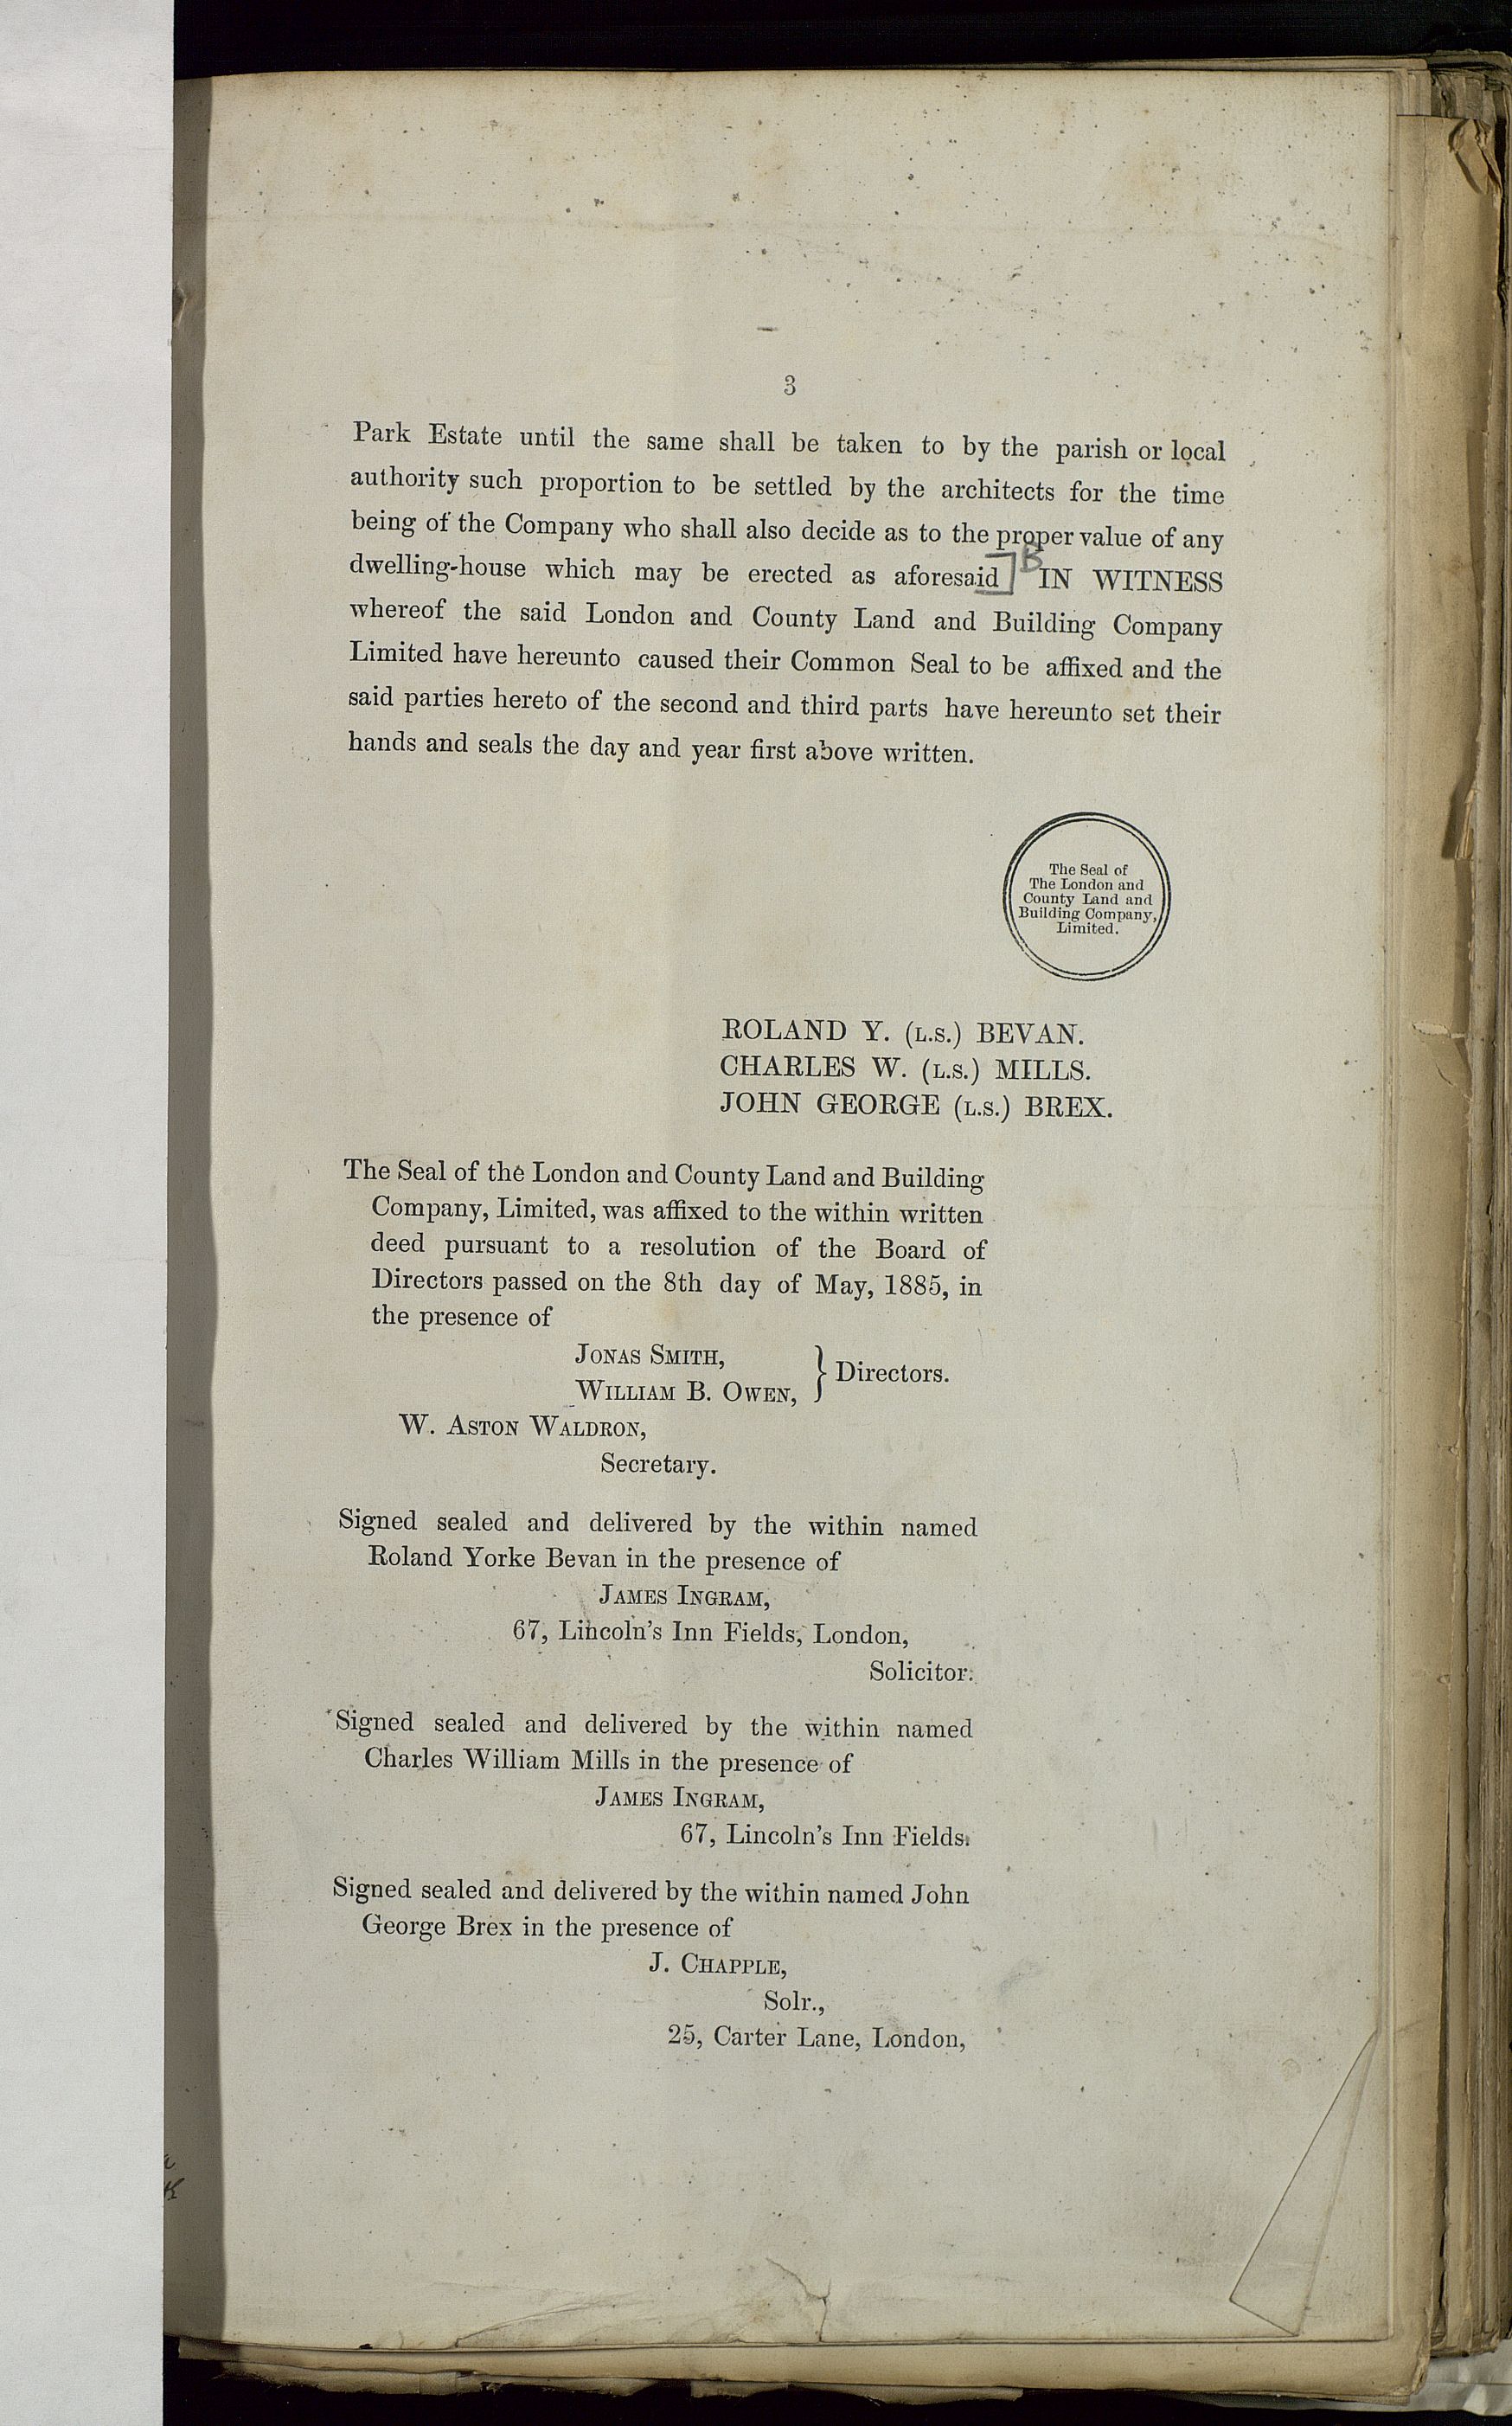 3
Park Estate until the same shall be taken to by the parish or local
authority such proportion to be settled by the architects for the time
being of the Company who shall also decide as to the proper value of any
dwelling-house which may be erected as aforesaid] B IN WITNESS
whereof the said London and County Land and Building Company
Limited have hereunto caused their Common Seal to be affixed and the
said parties hereto of the second and third parts have hereunto set their
hands and seals the day and year first above written.
The Seal of
The London and
County Land and
Building Company,
Limited.
ROLAND Y. (L.S.) BEVAN.
CHARLES W. (L.S.) MILLS.
JOHN GEORGE (L.S.) BREX.
The Seal of the London and County Land and Building
Company, Limited, was affixed to the within written
deed pursuant to a resolution of the Board of
Directors passed on the 8th day of May, 1885, in
the presence of
JONAS SMITH,
WILLIAM B. OWEN, } Directors.
W. ASTON WALDRON,
Secretary.
Signed sealed and delivered by the within named
Roland Yorke Bevan in the presence of
JAMES INGRAM,
67, Lincoln's Inn Fields, London,
Solicitor.
Signed sealed and delivered by the within named
Charles William Mills in the presence of
JAMES INGRAM,
67, Lincoln's Inn Fields.
Signed sealed and delivered by the within named John
George Brex in the presence of
J. CHAPPLE,
Solr.,
25, Carter Lane, London,